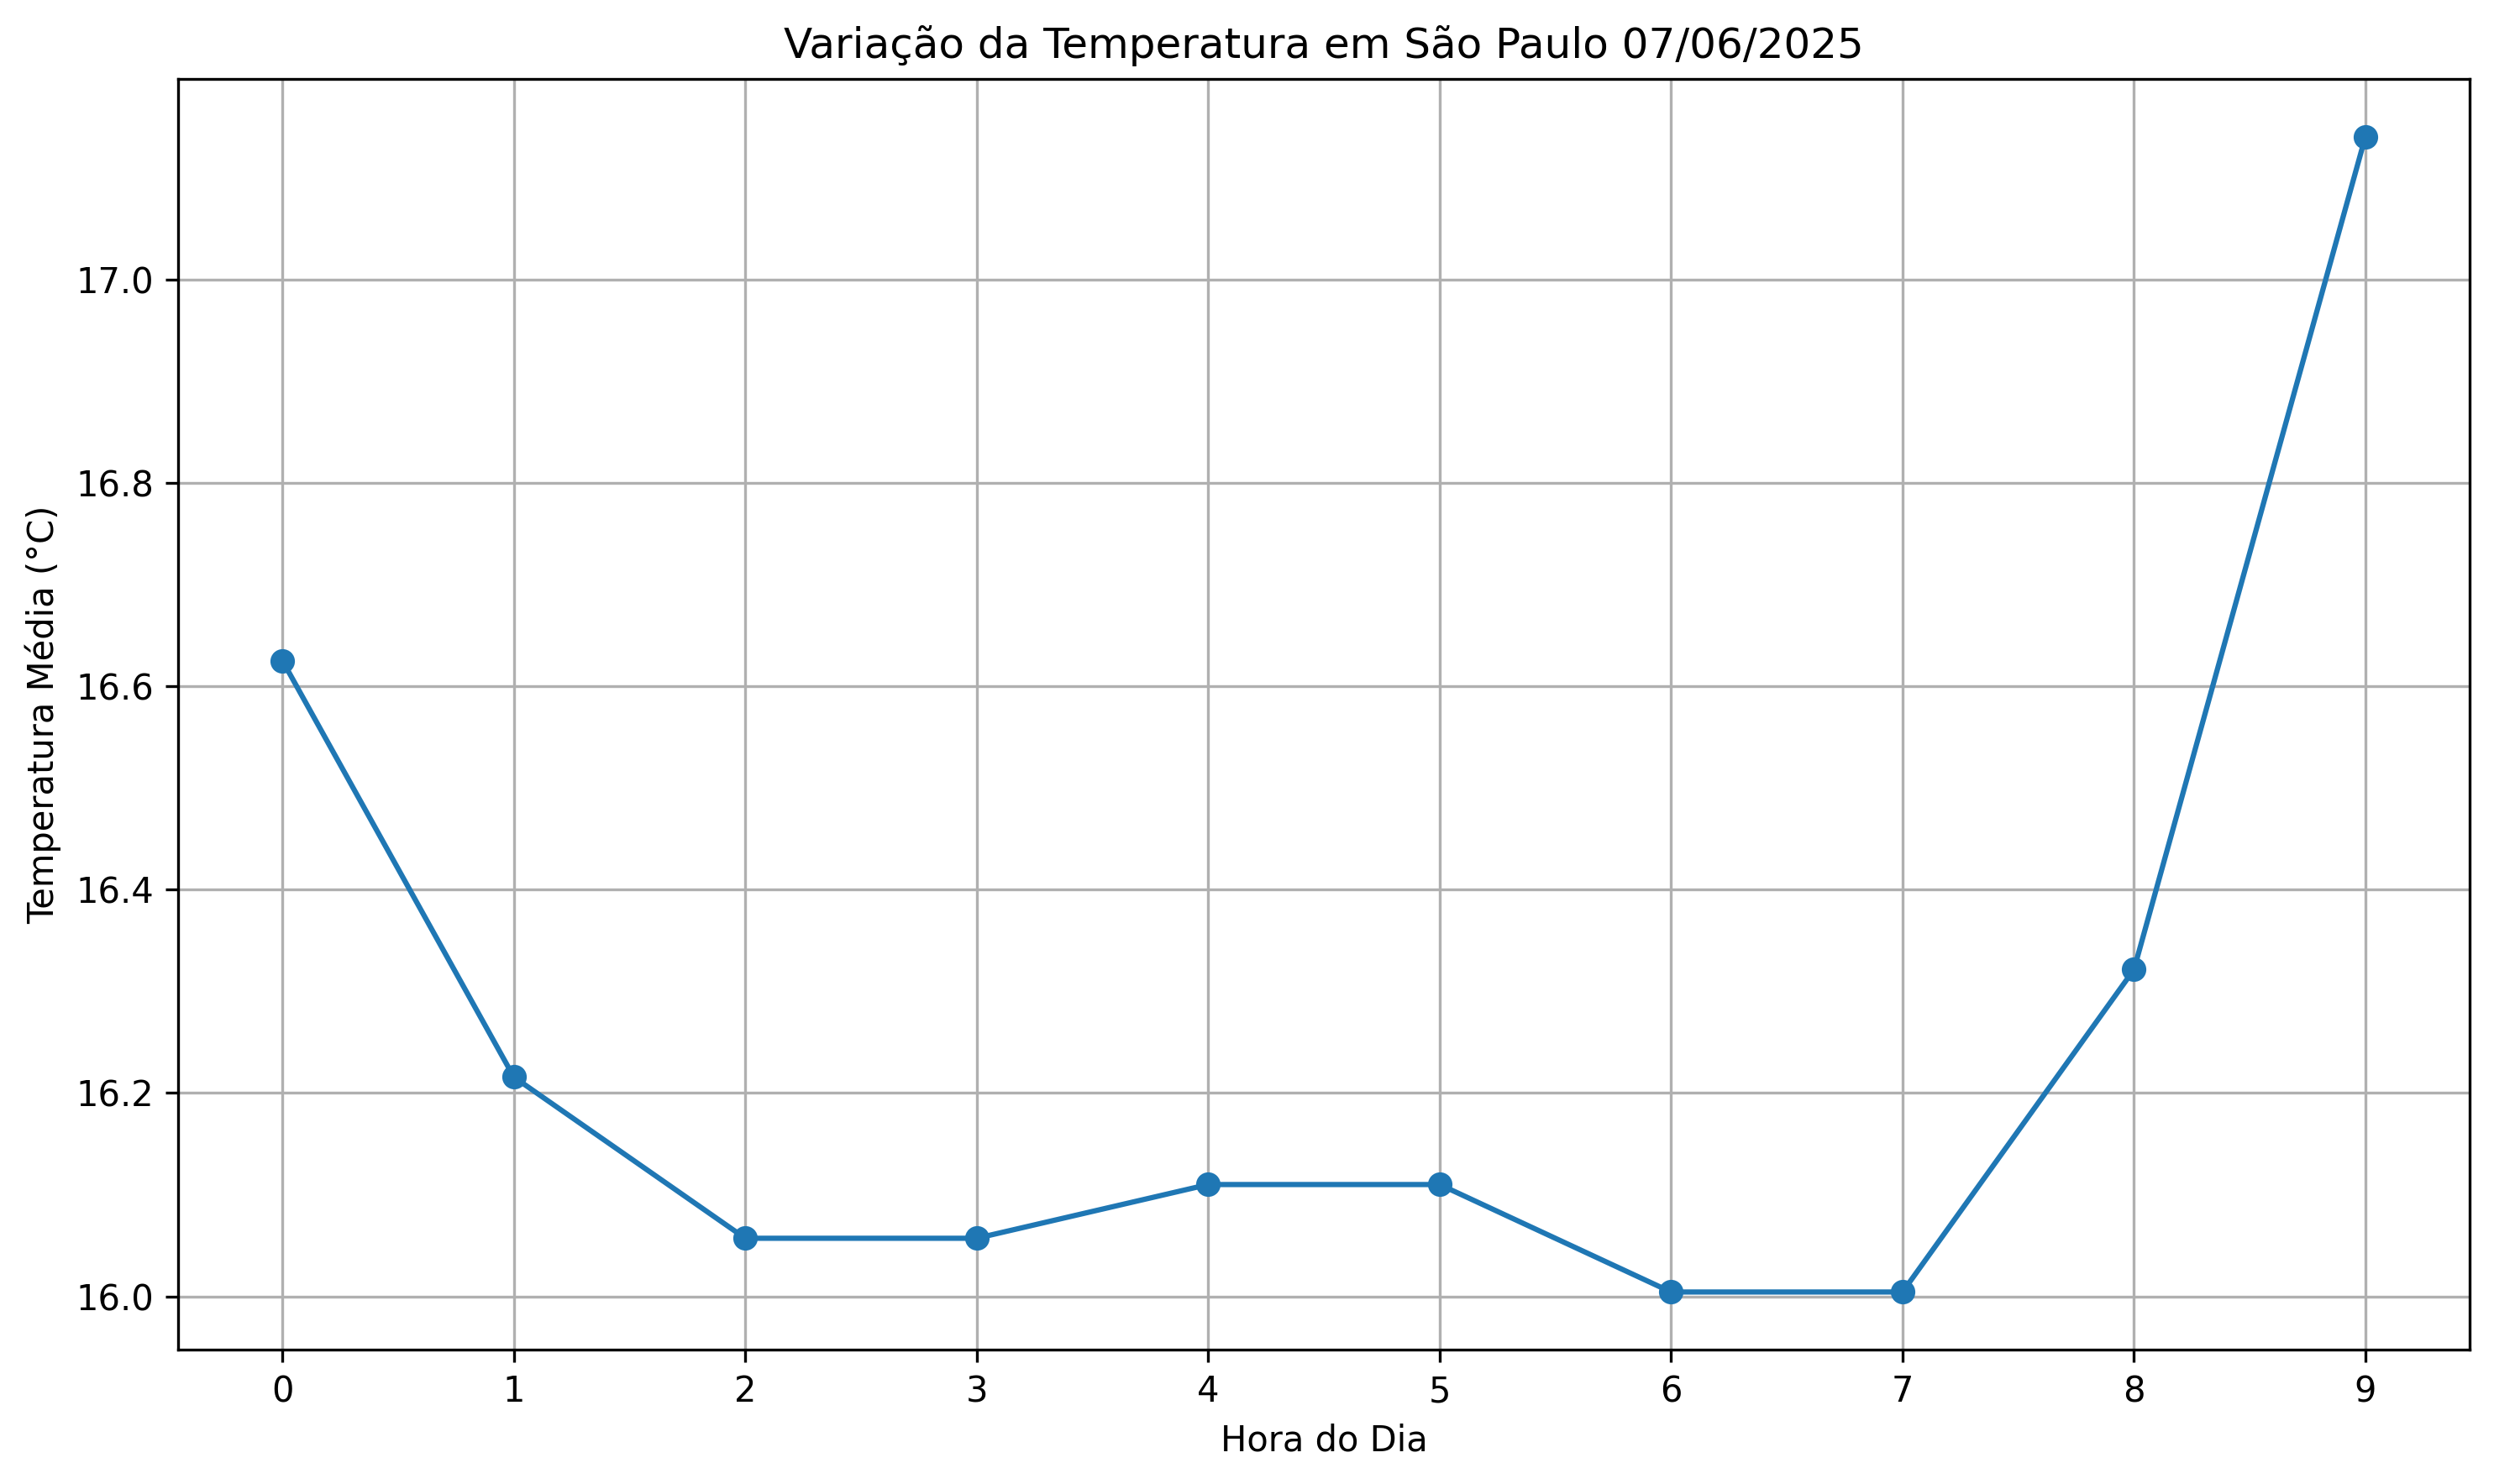 Variação da Temperatura em São Paulo 07/06/2025
Temperatura Média (°C)
17.0
16.8
16.6
16.4
16.2
16.0
0 1 2 3 4 5 6 7 8 9
Hora do Dia